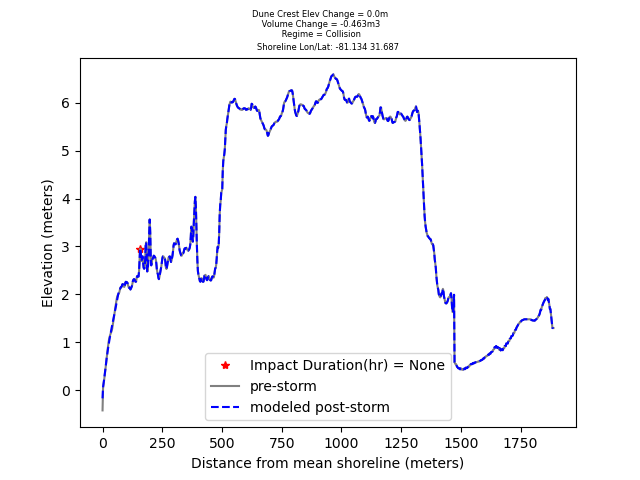 Dune Crest Elev Change = 0.0m
Volume Change = -0.463m3
Regime = Collision
Shoreline Lon/Lat: -81.134 31.687
Elevation (meters)
6
5
4
3
2
1
0
Impact Duration(hr) = None
pre-storm
modeled post-storm
0 250 500 750 1000 1250 1500 1750
Distance from mean shoreline (meters)